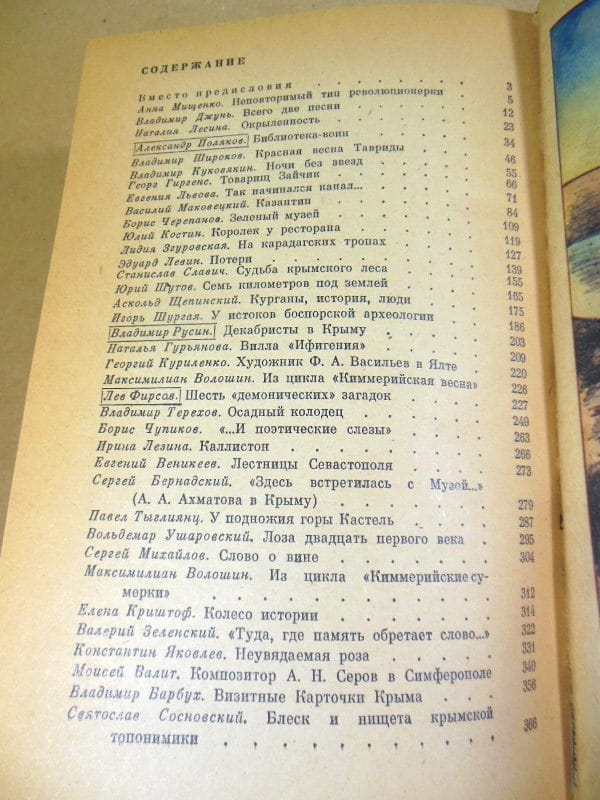 СОДЕРЖАНИЕ
Вместо предисловия . . . . . . . 3
Анна Мищенко. Неповторимый тип революционерки . 5
Владимир Джунь. Всего две песни . . . . 12
Наталия Лесина. Окрыленность . . . . . 23
Александр Поляков. Библиотека-воин . . . . 34
Владимир Широков. Красная весна Тавриды . . 46
Владимир Куковякин. Ночи без звезд . . . . 55
Георг Гиргенс. Товарищ Зайчик . . . . . 66
Евгения Львова. Так начинался канал... . . . 71
Василий Маковецкий. Казантип . . . . . 84
Борис Черепанов. Зеленый музей . . . . . 109
Юлий Костин. Королек у ресторана . . . . 119
Лидия Згуровская. На карадагских тропах . . . 127
Эдуард Левин. Потери . . . . . . 139
Станислав Славич. Судьба крымского леса . . . 155
Юрий Шутов. Семь километров под землей . . . 165
Аскольд Щепинский. Курганы, история, люди . . 175
Игорь Шургая. У истоков боспорской археологии . 186
Владимир Русин. Декабристы в Крыму . . . 203
Наталья Гурьянова. Вилла «Ифигения» . . . 209
Георгий Куриленко. Художник Ф. А. Васильев в Ялте 220
Максимилиан Волошин. Из цикла «Киммерийская весна» 226
Лев Фирсов. Шесть «демонических» загадок . . 227
Владимир Терехов. Осадный колодец . . . . 249
Борис Чупиков. «...И поэтические слезы» . . . 263
Ирина Лезина. Каллистон . . . . . . 266
Евгений Веникеев. Лестницы Севастополя . . . 273
Сергей Бернадский. «Здесь встретилась с Музой...»
(А. А. Ахматова в Крыму) . . . . . 279
Павел Тыглиянц. У подножия горы Кастель . . . 287
Вольдемар Ушаровский. Лоза двадцать первого века . 295
Сергей Михайлов. Слово о вине . . . . . 304
Максимилиан Волошин. Из цикла «Киммерийские су-
мерки» . . . . . . . . 312
Елена Криштоф. Колесо истории . . . . . 314
Валерий Зеленский. «Туда, где память обретает слово...» 322
Константин Яковлев. Неувядаемая роза . . . . 331
Моисей Валит. Композитор А. Н. Серов в Симферополе 340
Владимир Барбух. Визитные Карточки Крыма . . . 356
Святослав Сосновский. Блеск и нищета крымской
топонимики . . . . . . . . . 366